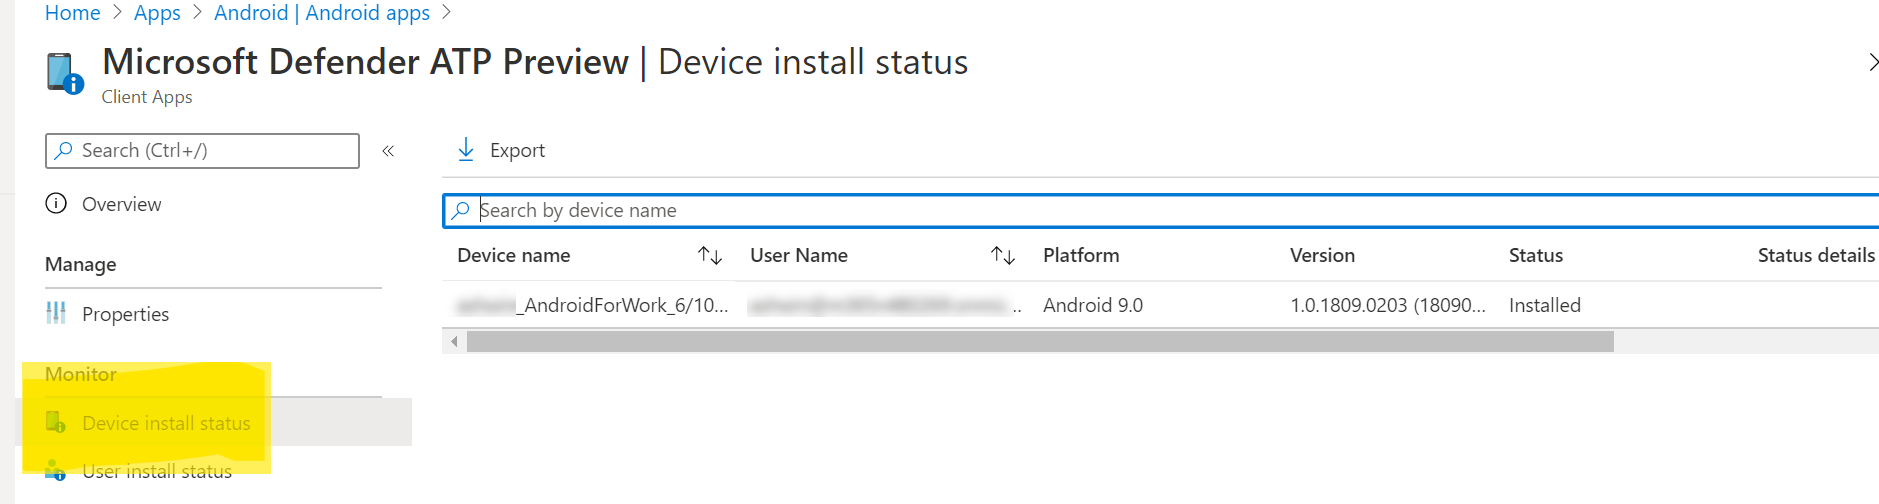 Home > Apps > Android | Android apps >
Microsoft Defender ATP Preview | Device install status
Client Apps
Search (Ctrl+/)
«
Overview
Manage
Properties
Monitor
Device install status
User install status
Export
Search by device name
Device name User Name Platform Version Status Status details
_AndroidForWork_6/10... .. Android 9.0 1.0.1809.0203 (18090... Installed